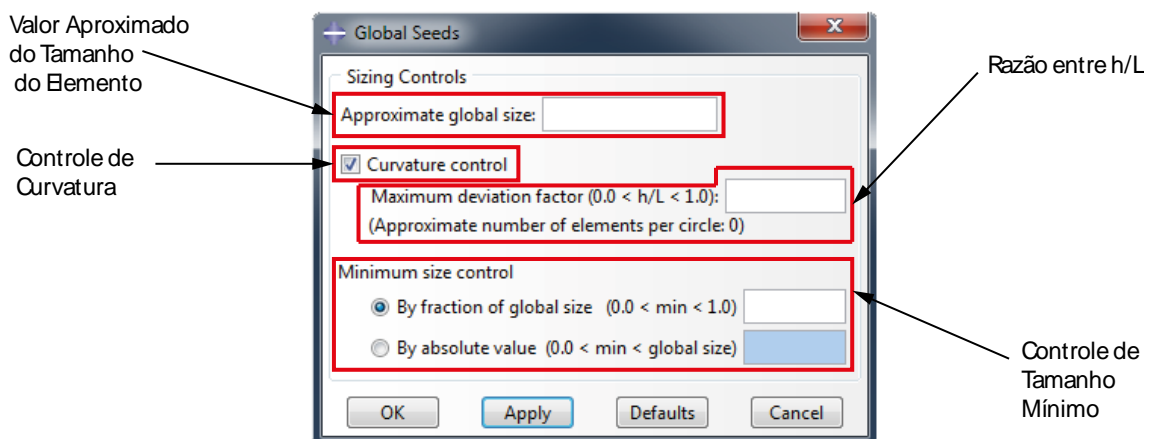 Valor Aproximado
do Tamanho
do Elemento
Controle de
Curvatura
Global Seeds
Sizing Controls
Approximate global size:
Curvature control
Maximum deviation factor (0.0 < h/L < 1.0):
(Approximate number of elements per circle: 0)
Minimum size control
By fraction of global size (0.0 < min < 1.0)
By absolute value (0.0 < min < global size)
OK
Apply
Defaults
Cancel
Razão entre h/L
Controle de
Tamanho
Mínimo